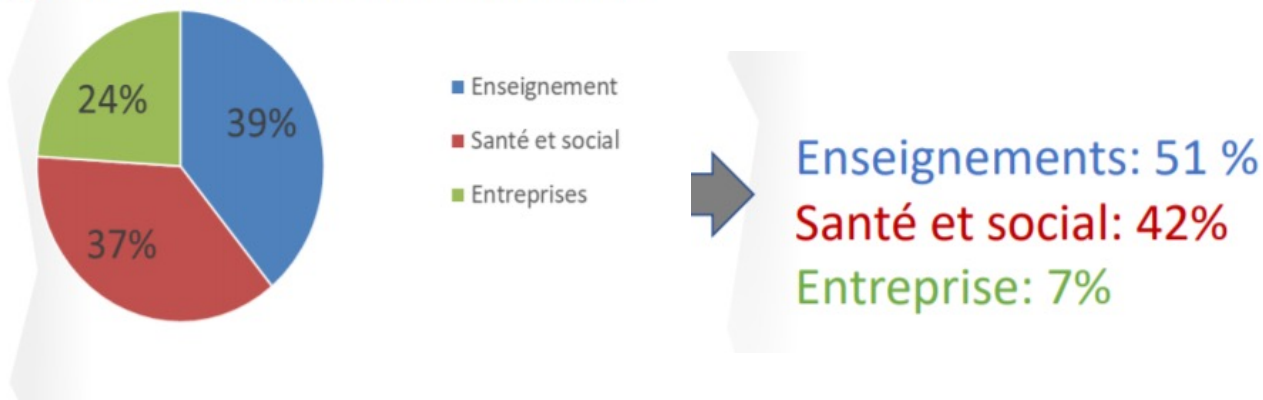 24%
39%
37%
Enseignement
Santé et social
Entreprises
Enseignements: 51 %
Santé et social: 42%
Entreprise: 7%